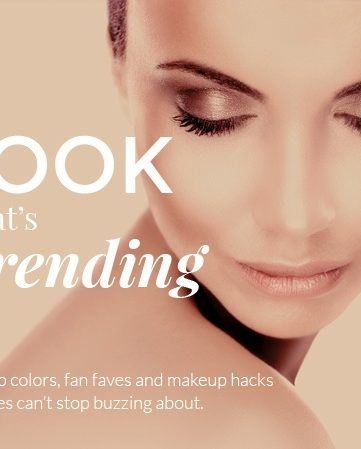 OOK
at's
rending
o colors, fan faves and makeup hacks
es can't stop buzzing about.